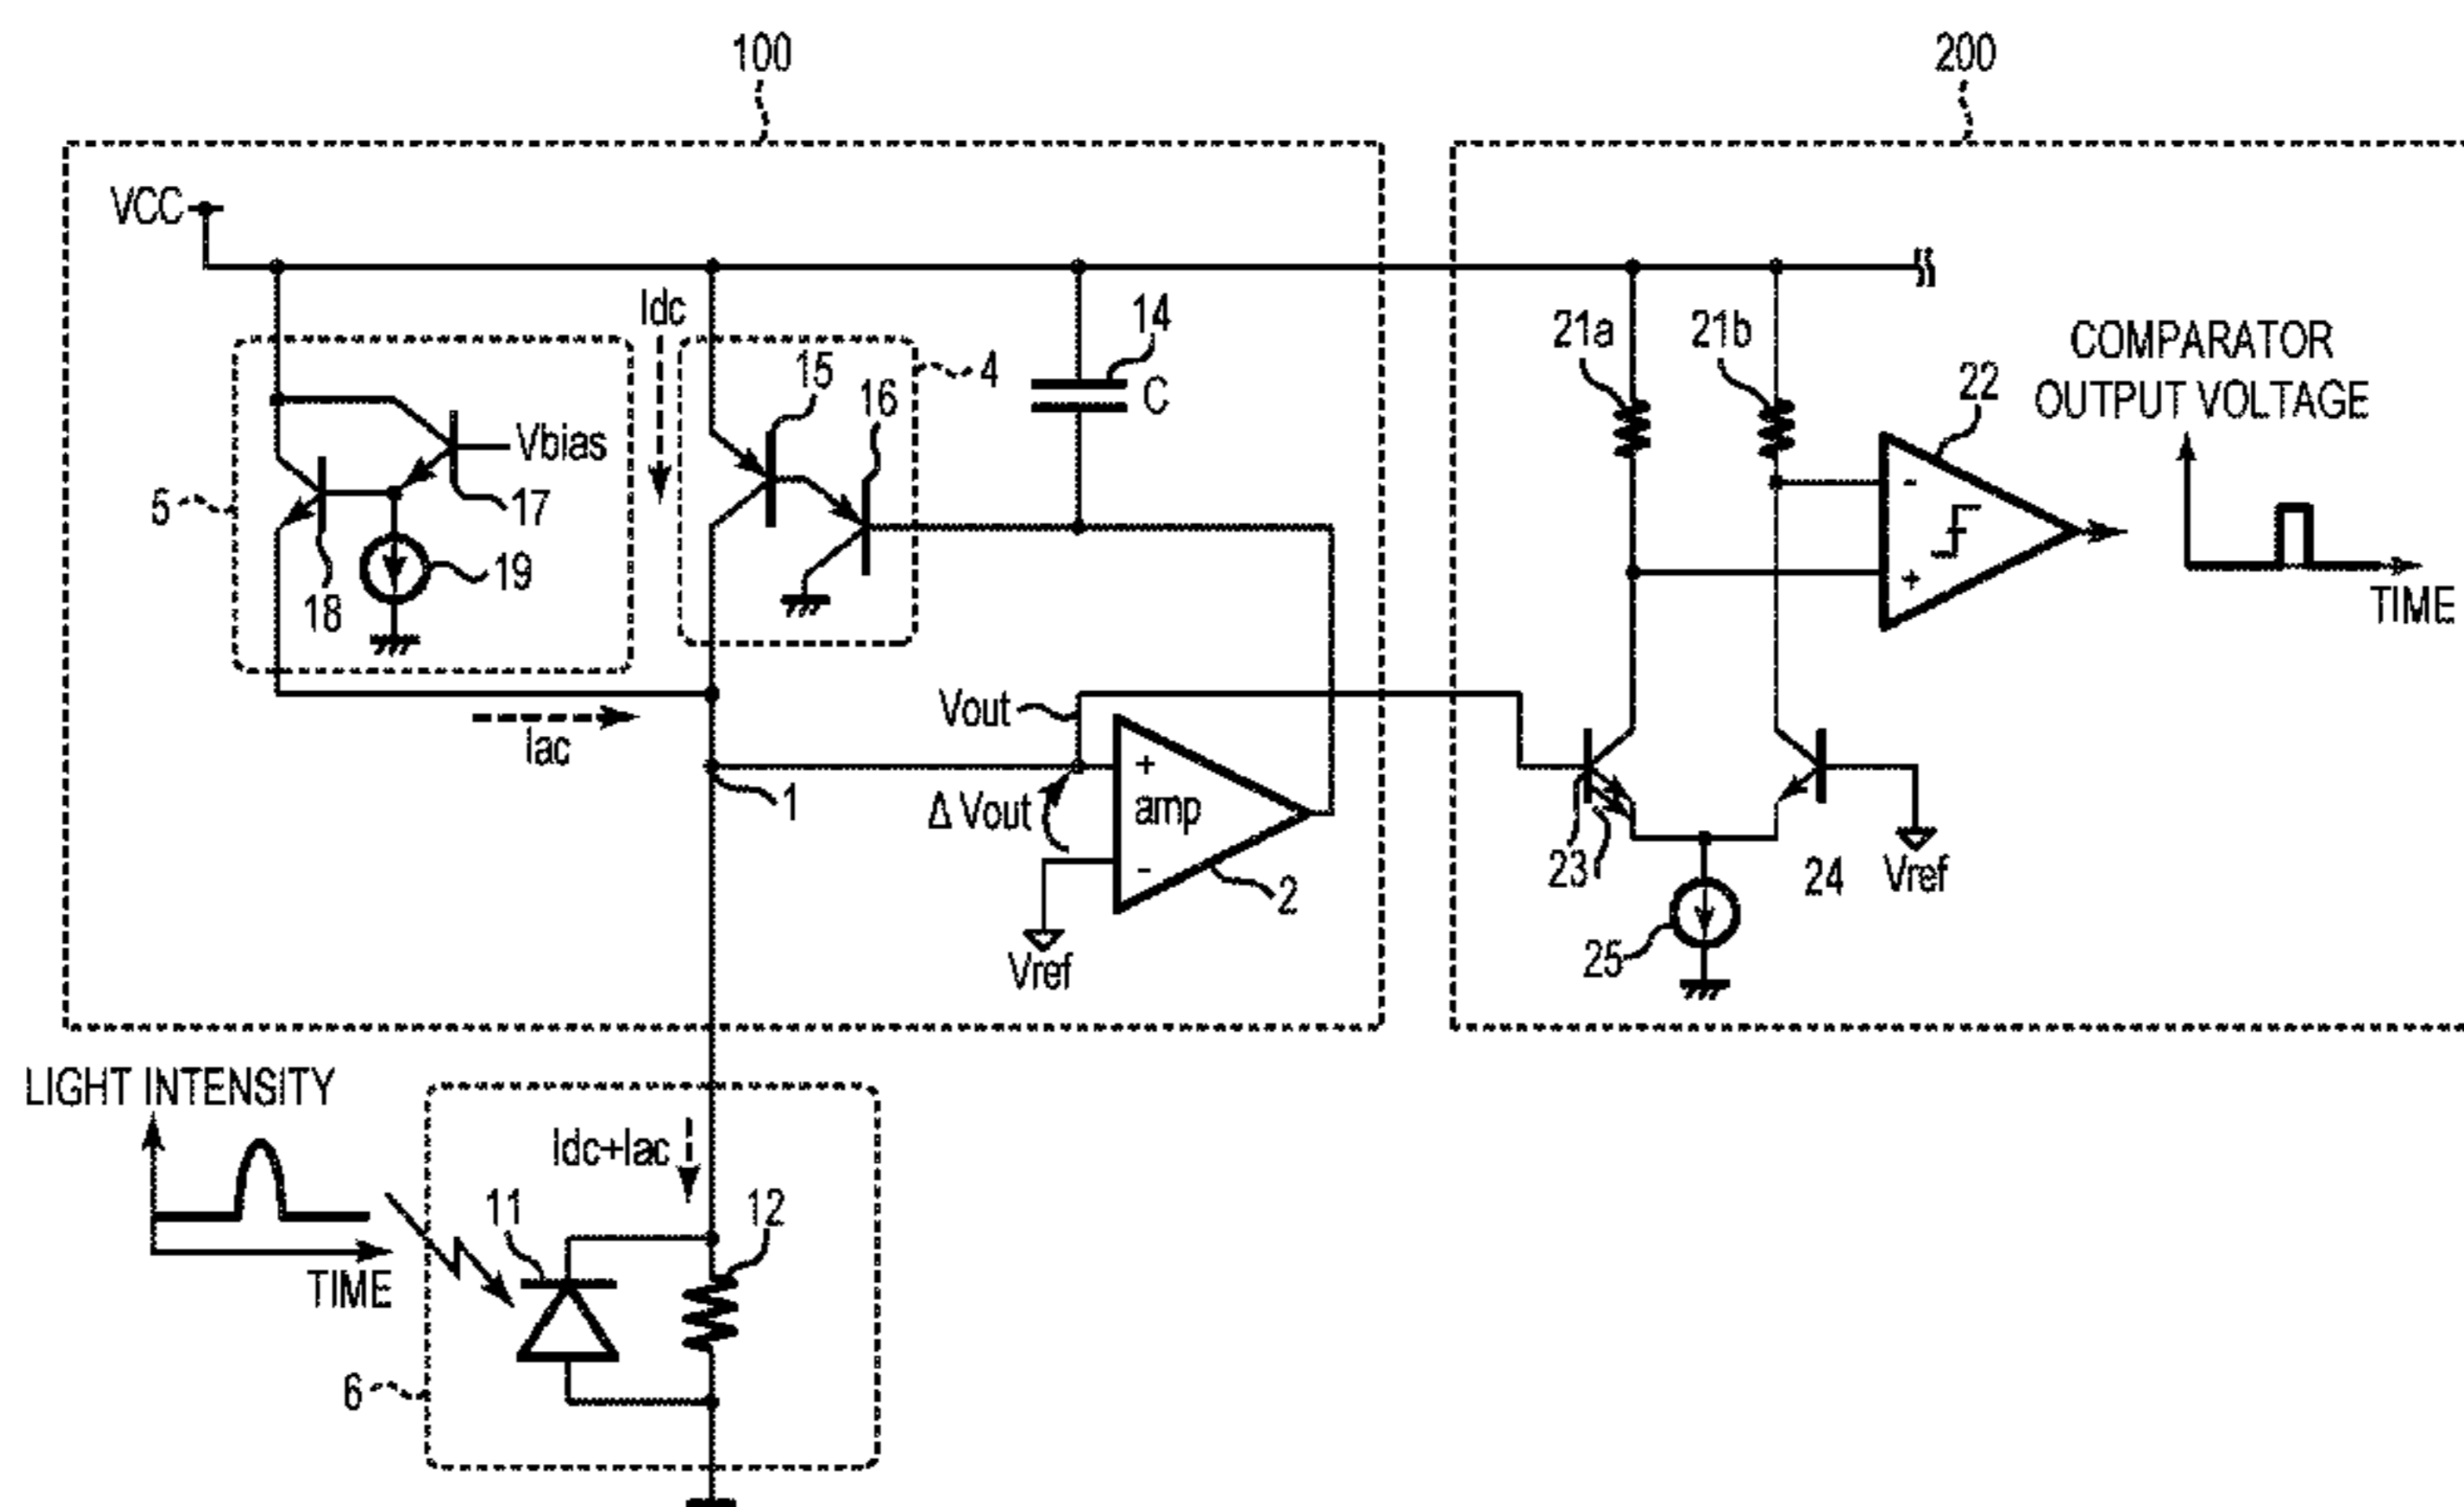 100
200
VCC
Idc
14
C
15
16
4
21a
21b
22
COMPARATOR
OUTPUT VOLTAGE
Vbias
17
5
18
19
-
+
TIME
Vout
Iac
1
Δ Vout
+
amp
-
2
Vref
23
24
Vref
25
LIGHT INTENSITY
TIME
Idc+Iac
11
12
6